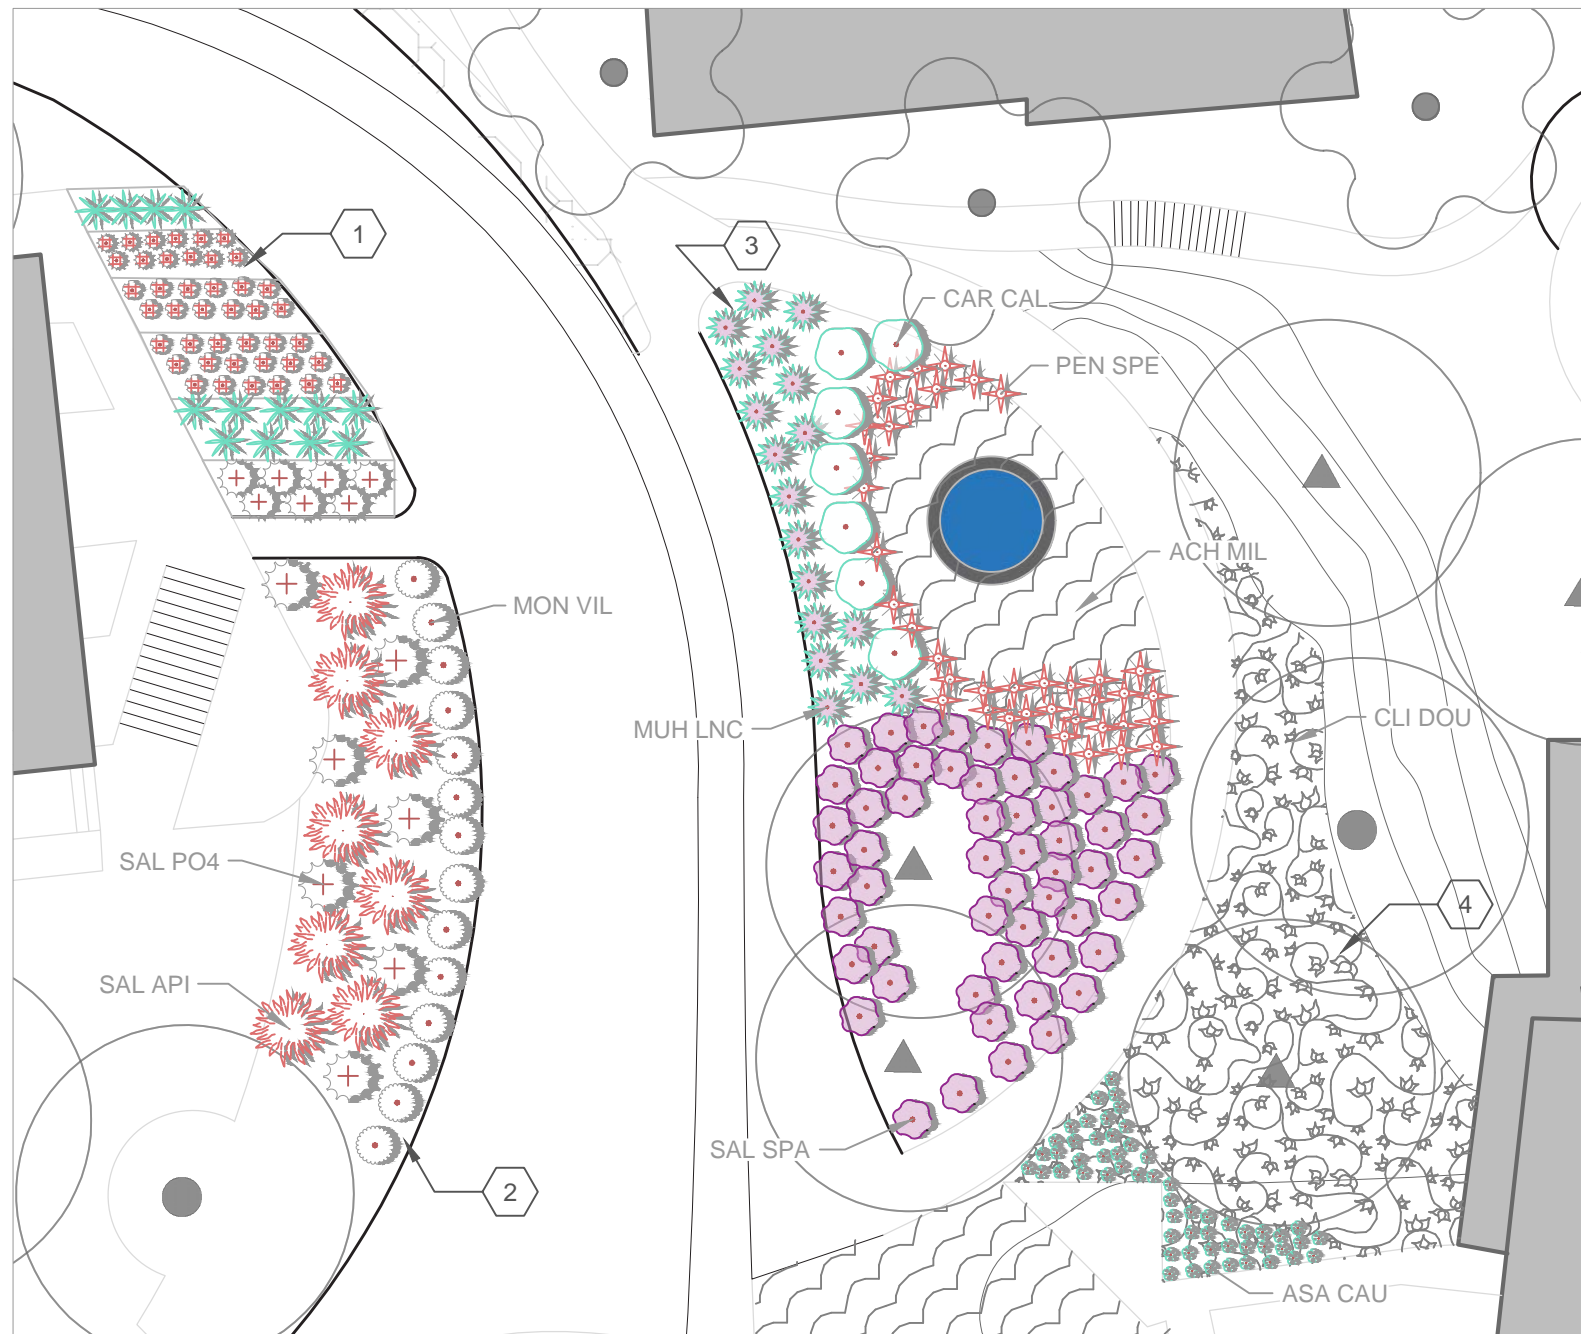 1
3
CAR CAL
PEN SPE
ACH MIL
MON VIL
MUH LNC
CLI DOU
SAL PO4
4
SAL API
SAL SPA
2
ASA CAU